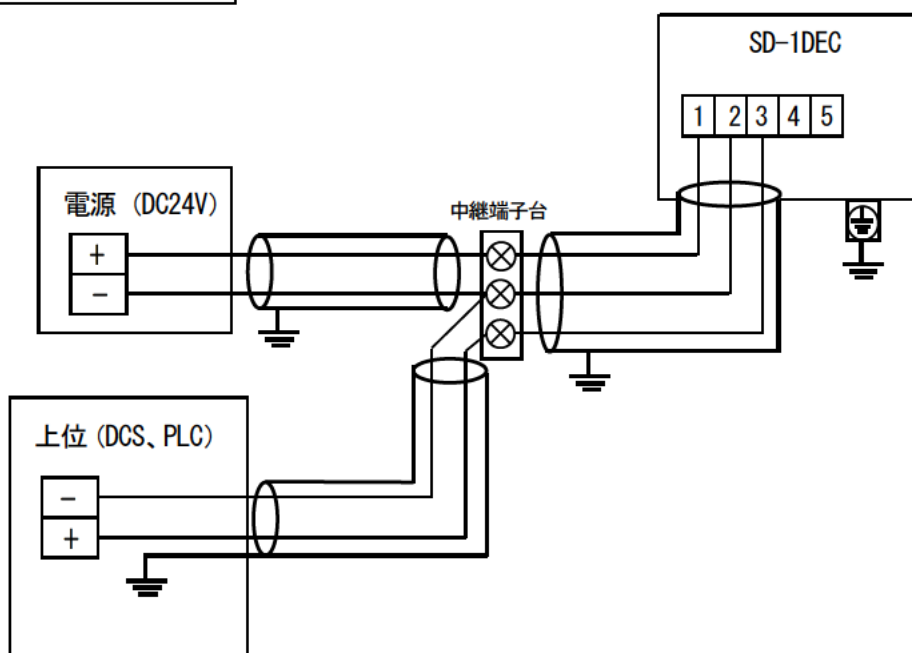 SD-1DEC
1 2 3 4 5
電源 (DC24V)
+
-
中継端子台
上位 (DCS、PLC)
-
+